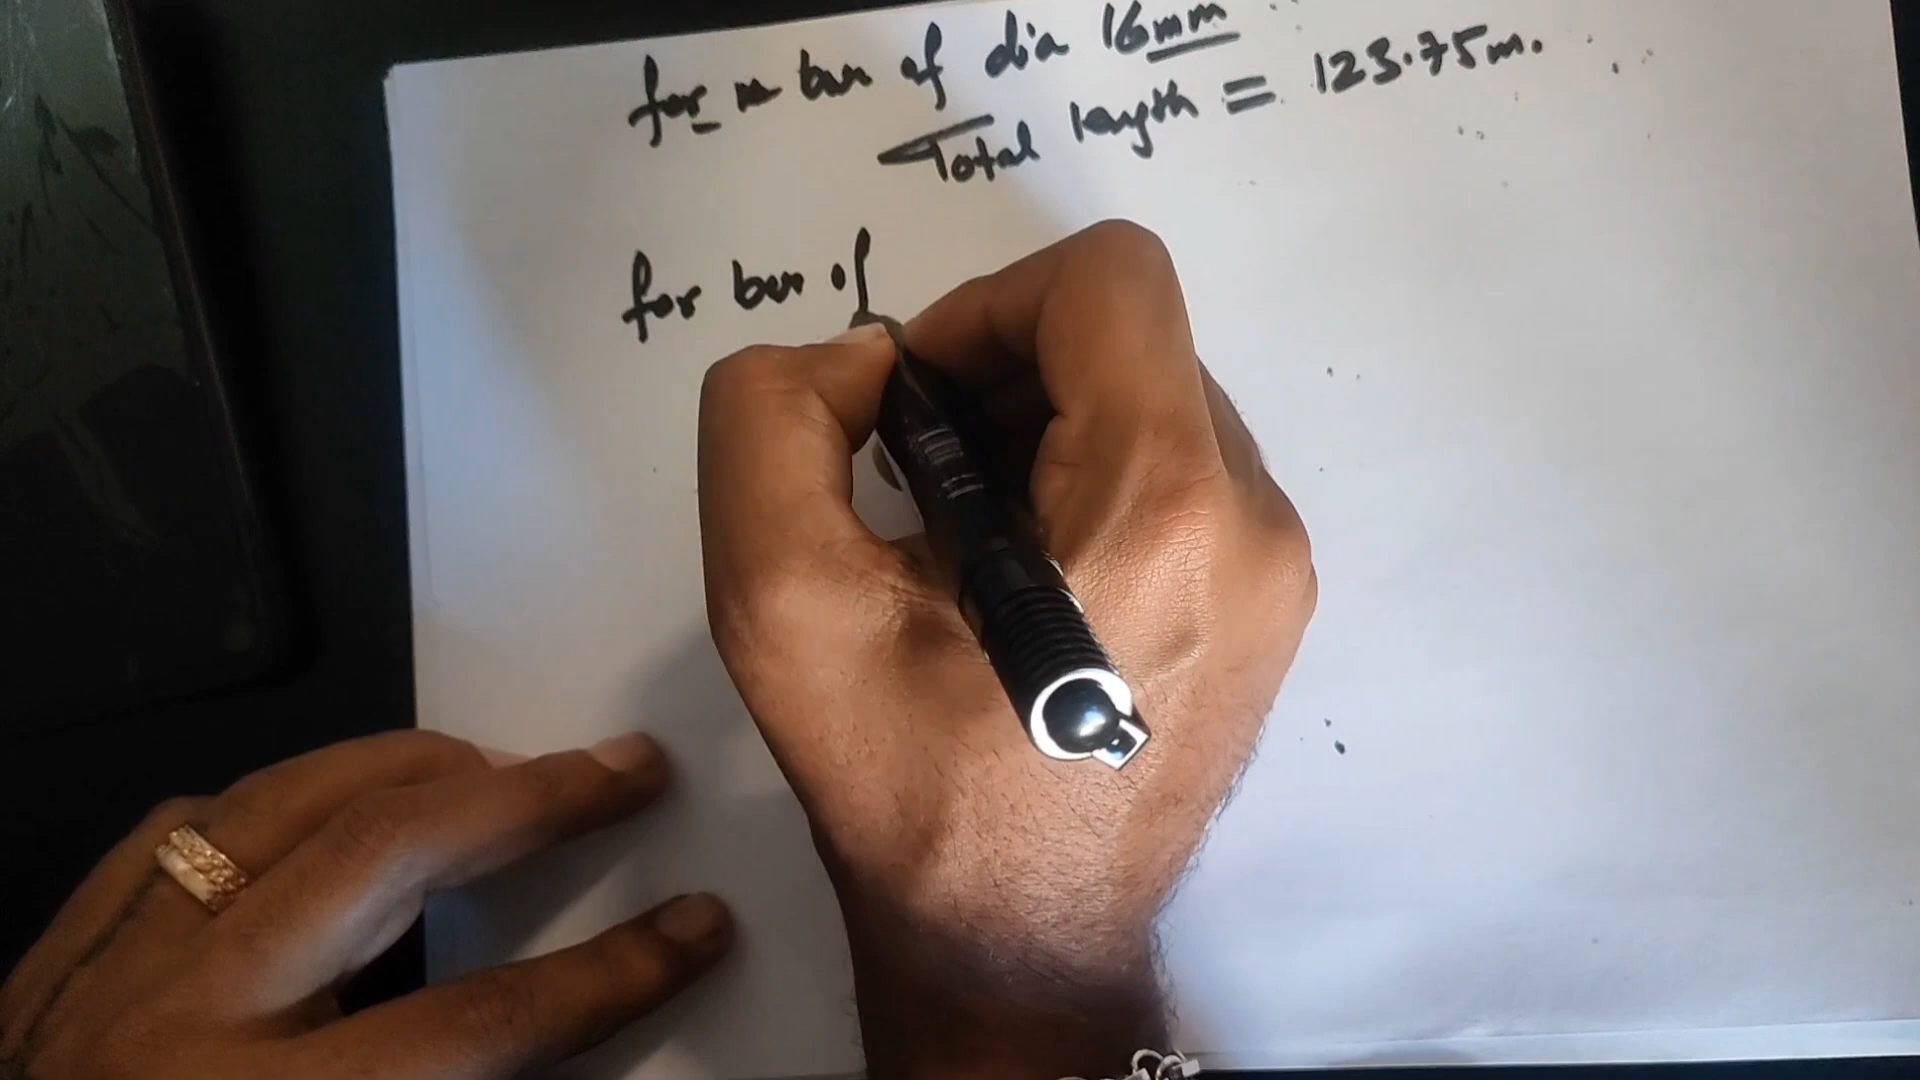 for bar of dia 16mm
Total length = 123.75m.
for bar of